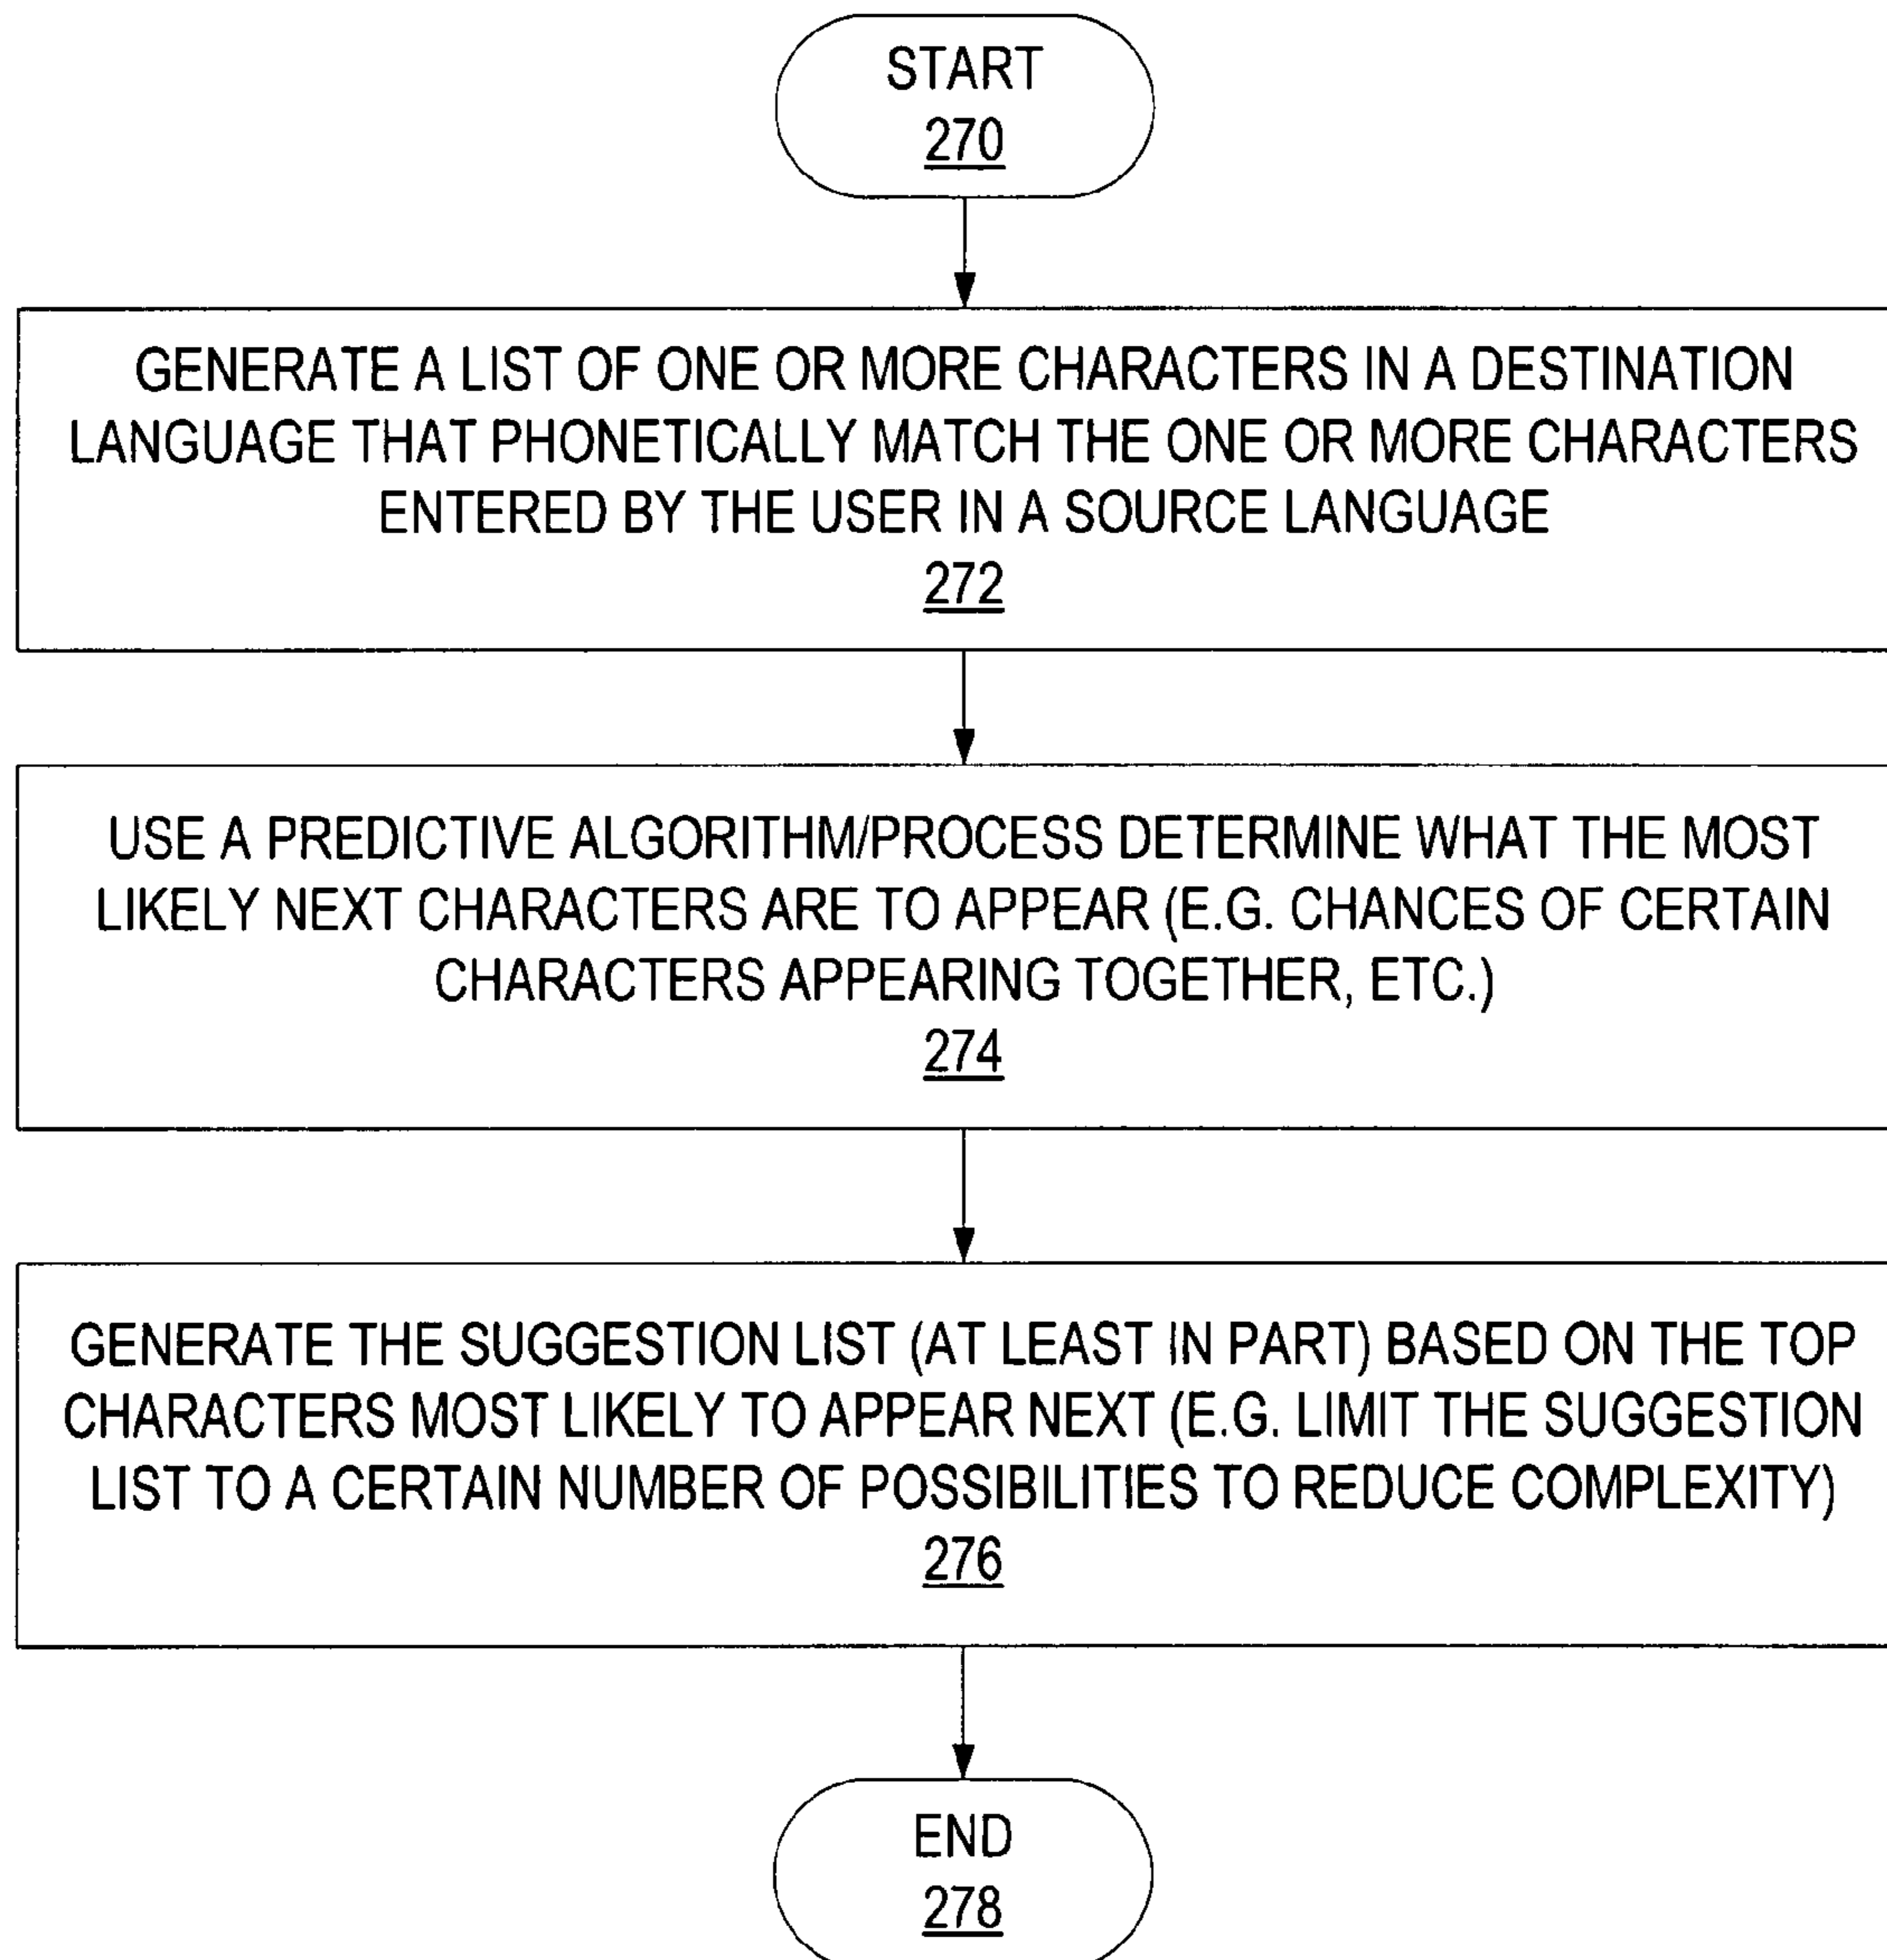 START
270
GENERATE A LIST OF ONE OR MORE CHARACTERS IN A DESTINATION
LANGUAGE THAT PHONETICALLY MATCH THE ONE OR MORE CHARACTERS
ENTERED BY THE USER IN A SOURCE LANGUAGE
272
USE A PREDICTIVE ALGORITHM/PROCESS DETERMINE WHAT THE MOST
LIKELY NEXT CHARACTERS ARE TO APPEAR (E.G. CHANCES OF CERTAIN
CHARACTERS APPEARING TOGETHER, ETC.)
274
GENERATE THE SUGGESTION LIST (AT LEAST IN PART) BASED ON THE TOP
CHARACTERS MOST LIKELY TO APPEAR NEXT (E.G. LIMIT THE SUGGESTION
LIST TO A CERTAIN NUMBER OF POSSIBILITIES TO REDUCE COMPLEXITY)
276
END
278